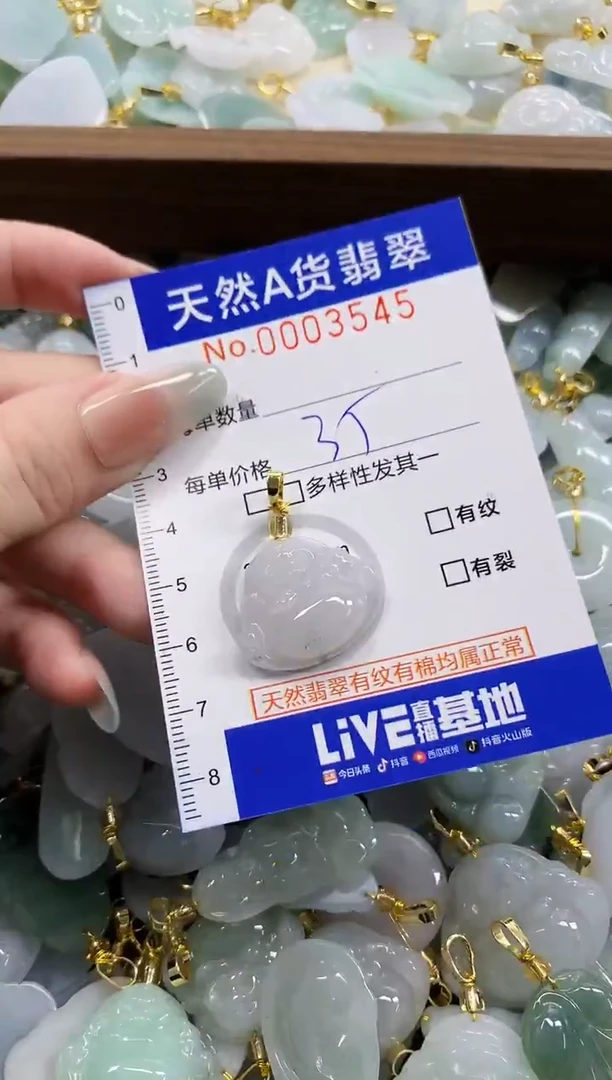 天然A货翡翠
No.0003545
0
1
单数量
35
3
每单价格
多样性发其一
4
有纹
5
有裂
6
天然翡翠有纹有棉均属正常
7
LiVE直播基地
8
今日头条 抖音 西瓜视频 抖音火山版